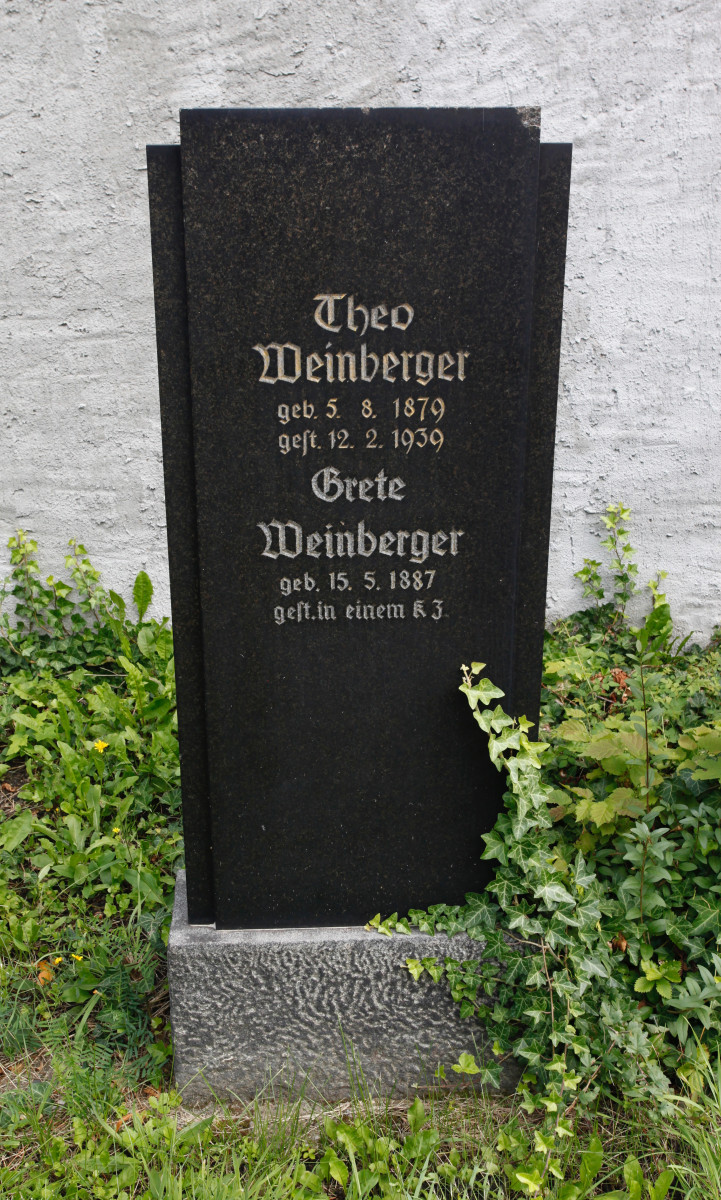 Theo
Weinberger
geb. 5. 8. 1879
gest. 12. 2. 1939
Grete
Weinberger
geb. 15. 5. 1887
gest. in einem KZ